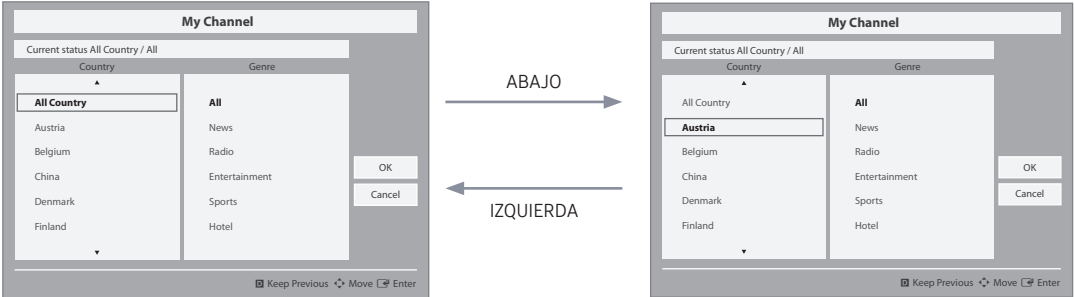 My Channel
Current status All Country / All
Country Genre
All Country All
Austria News
Belgium Radio
China Entertainment
Denmark Sports
Finland Hotel
OK
Cancel
D Keep Previous Move Enter
ABAJO
IZQUIERDA
My Channel
Current status All Country / All
Country Genre
All Country All
Austria News
Belgium Radio
China Entertainment
Denmark Sports
Finland Hotel
OK
Cancel
D Keep Previous Move Enter